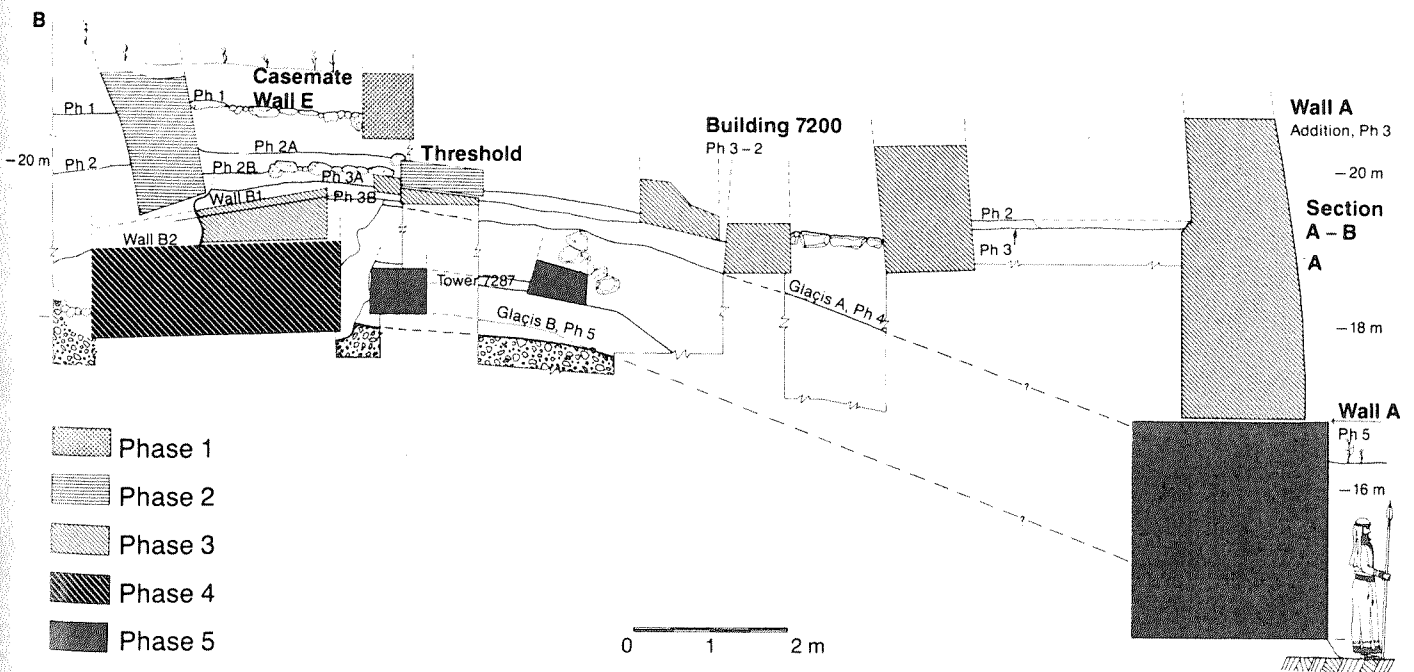 B
Casemate
Wall E
Ph 1
Ph 1
Building 7200
Ph 3 – 2
Wall A
Addition, Ph 3
– 20 m
Ph 2A
Threshold
Ph 2
Ph 2B
Ph 3A
– 20 m
Wall B1
Ph 3B
Section
A – B
Ph 2
Wall B2
Ph 3
A
Tower 7287
Glaçis A, Ph 4
Glaçis B, Ph 5
– 18 m
?
Wall A
Ph 5
Phase 1
– 16 m
Phase 2
?
Phase 3
Phase 4
Phase 5
0 1 2 m